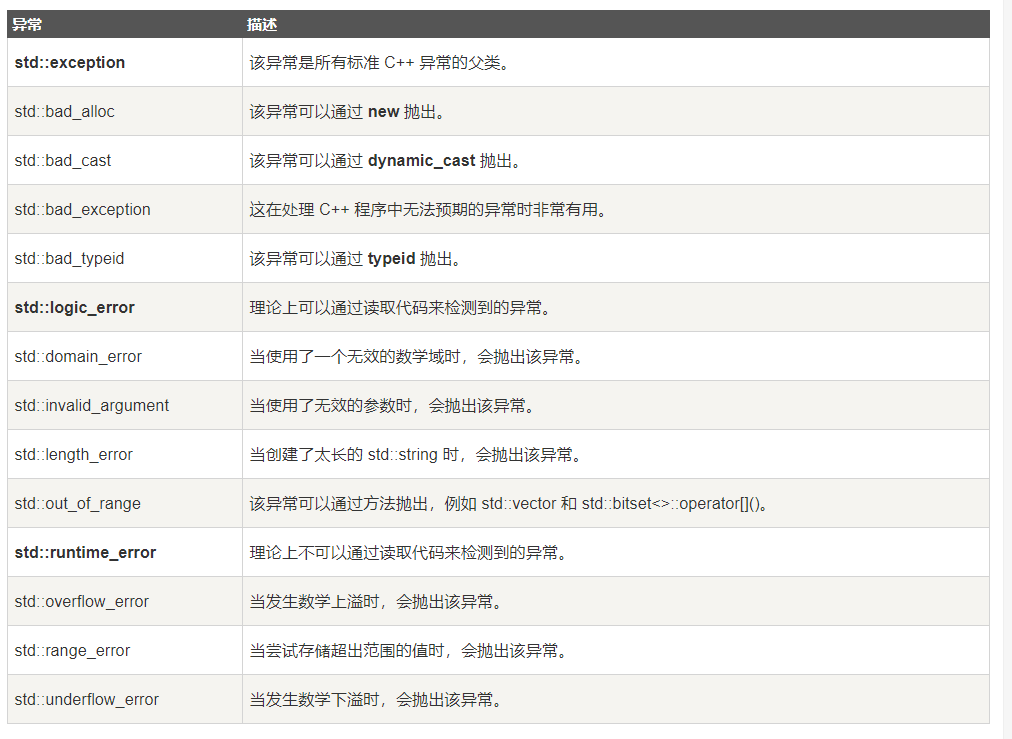 异常 描述
std::exception 该异常是所有标准 C++ 异常的父类。
std::bad_alloc 该异常可以通过 new 抛出。
std::bad_cast 该异常可以通过 dynamic_cast 抛出。
std::bad_exception 这在处理 C++ 程序中无法预期的异常时非常有用。
std::bad_typeid 该异常可以通过 typeid 抛出。
std::logic_error 理论上可以通过读取代码来检测到的异常。
std::domain_error 当使用了一个无效的数学域时，会抛出该异常。
std::invalid_argument 当使用了无效的参数时，会抛出该异常。
std::length_error 当创建了太长的 std::string 时，会抛出该异常。
std::out_of_range 该异常可以通过方法抛出，例如 std::vector 和 std::bitset<>::operator[]()。
std::runtime_error 理论上不可以通过读取代码来检测到的异常。
std::overflow_error 当发生数学上溢时，会抛出该异常。
std::range_error 当尝试存储超出范围的值时，会抛出该异常。
std::underflow_error 当发生数学下溢时，会抛出该异常。